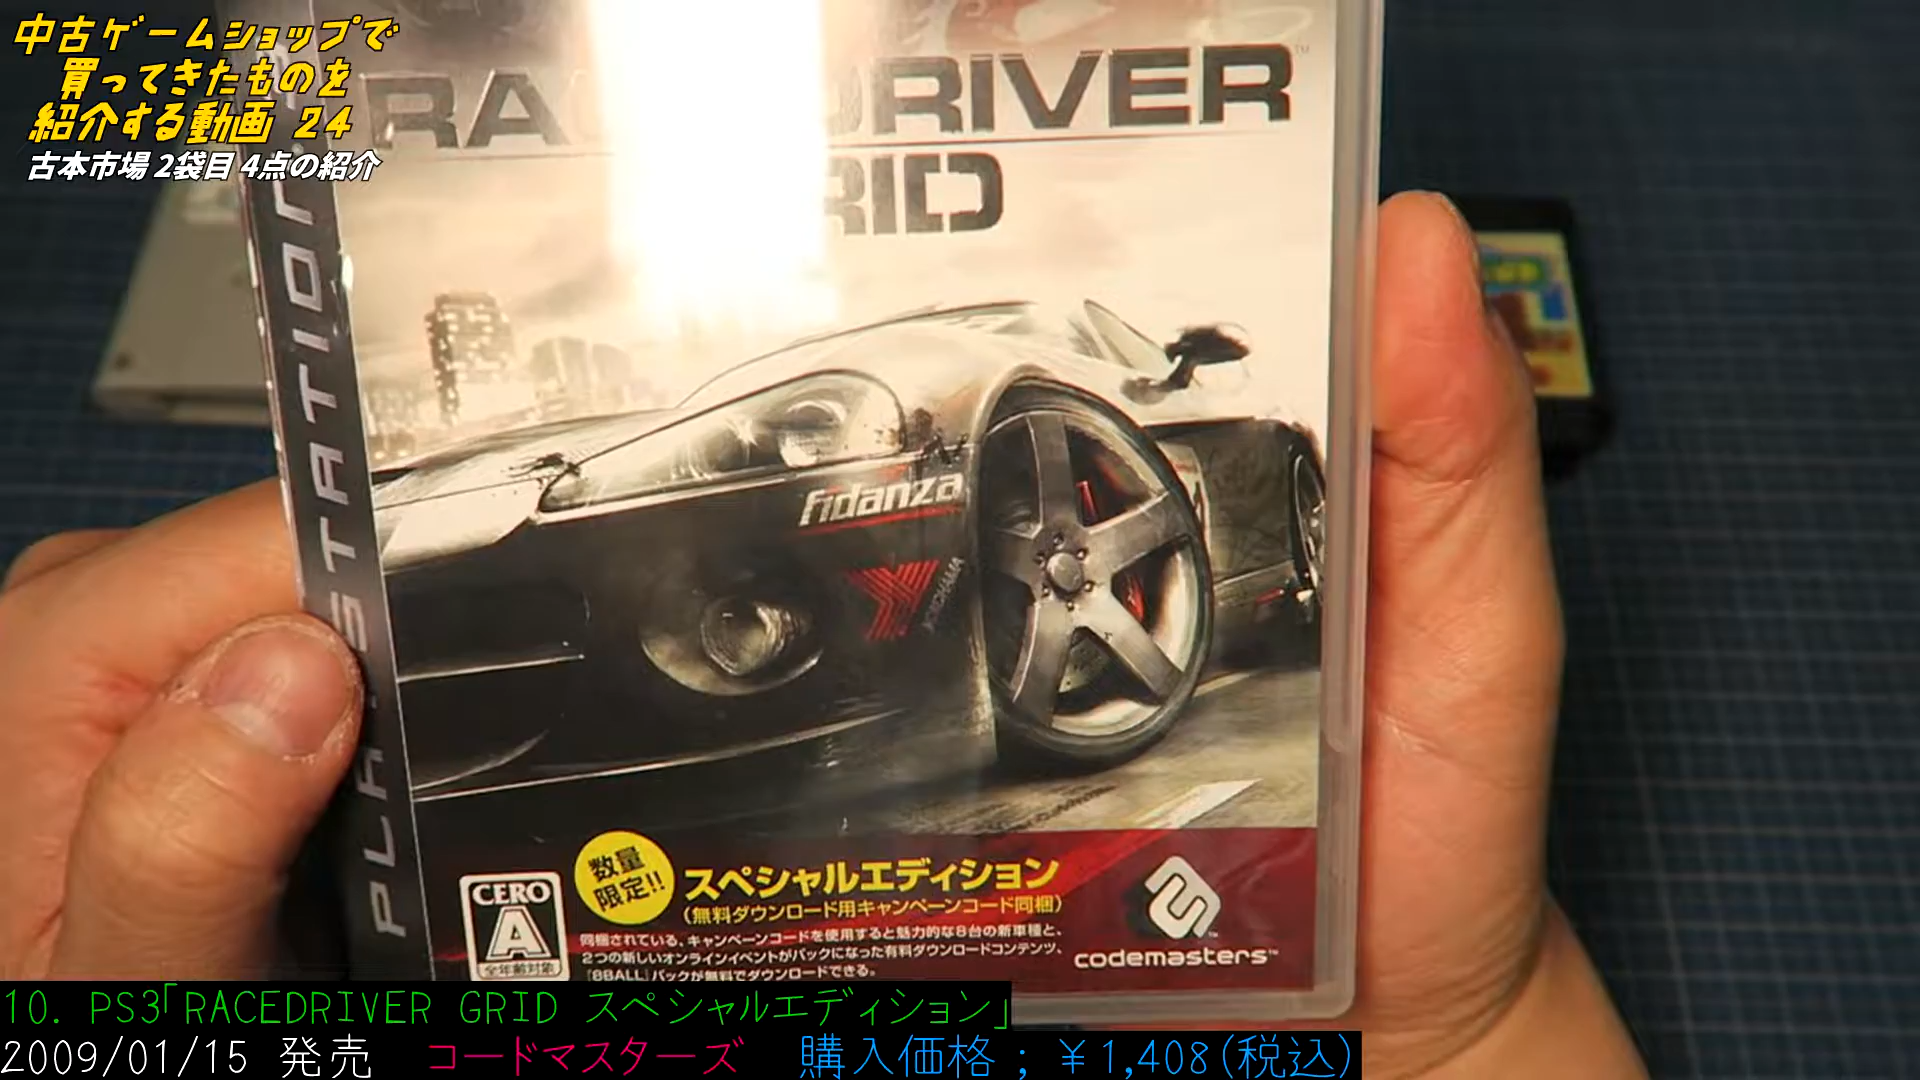 中古ゲームショップで
買ってきたものを
紹介する動画 24
古本市場 2袋目 4点の紹介
RA DRIVER™
RID
PLAYSTATION
fidanza
YOKOHAMA
数量
限定!!
スペシャルエディション
(無料ダウンロード用キャンペーンコード同梱)
同梱されている、キャンペーンコードを使用すると魅力的な8台の新車種と、
2つの新しいオンラインイベントがパックになった有料ダウンロードコンテンツ、
「8BALL」パックが無料でダウンロードできる。
CERO
A
全年齢対象
codemasters™
10. PS3「RACEDRIVER GRID スペシャルエディション」
2009/01/15 発売 コードマスターズ 購入価格；￥1,408(税込)